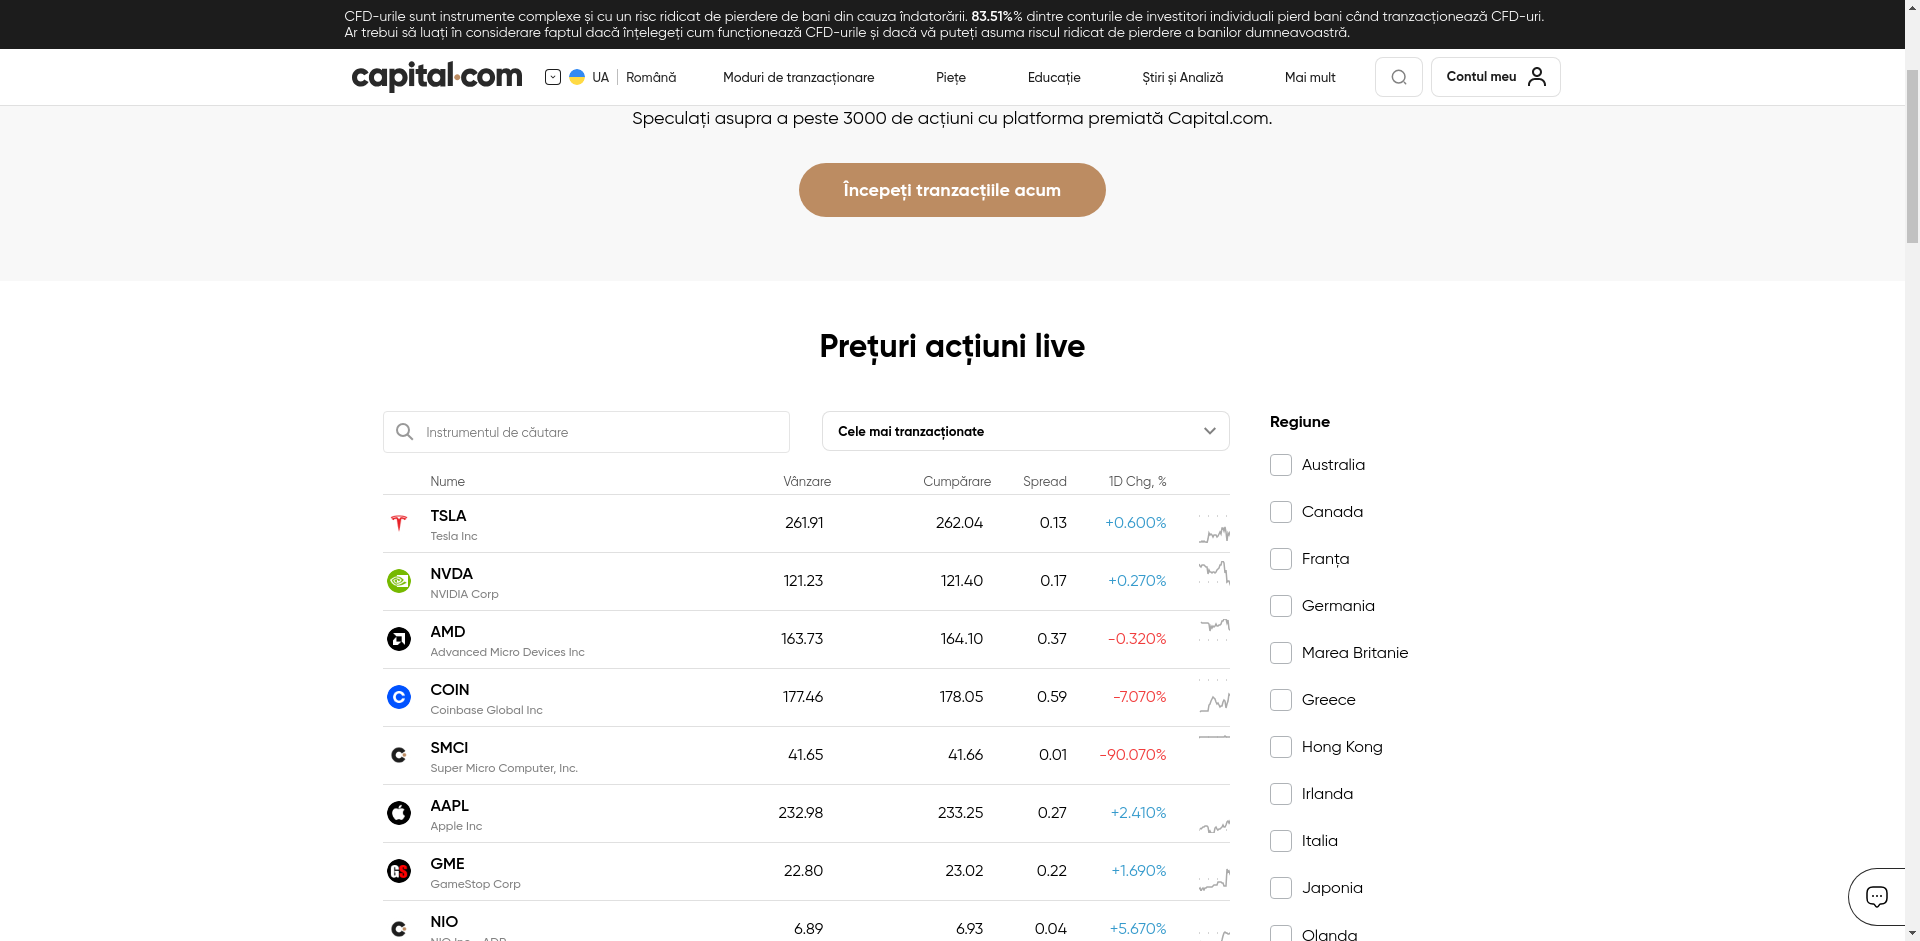 CFD-urile sunt instrumente complexe și cu un risc ridicat de pierdere de bani din cauza îndatorării. 83.51%% dintre conturile de investitori individuali pierd bani când tranzacționează CFD-uri.
Ar trebui să luați în considerare faptul dacă înțelegeți cum funcționează CFD-urile și dacă vă puteți asuma riscul ridicat de pierdere a banilor dumneavoastră.
capital.com UA Română Moduri de tranzacționare Piețe Educație Știri și Analiză Mai mult Contul meu
Speculați asupra a peste 3000 de acțiuni cu platforma premiată Capital.com.
Începeți tranzacțiile acum
Prețuri acțiuni live
Instrumentul de căutare
Cele mai tranzacționate
Nume Vânzare Cumpărare Spread 1D Chg, %
TSLA 261.91 262.04 0.13 +0.600%
Tesla Inc
NVDA 121.23 121.40 0.17 +0.270%
NVIDIA Corp
AMD 163.73 164.10 0.37 -0.320%
Advanced Micro Devices Inc
COIN 177.46 178.05 0.59 -7.070%
Coinbase Global Inc
SMCI 41.65 41.66 0.01 -90.070%
Super Micro Computer, Inc.
AAPL 232.98 233.25 0.27 +2.410%
Apple Inc
GME 22.80 23.02 0.22 +1.690%
GameStop Corp
NIO 6.89 6.93 0.04 +5.670%
NIO Inc. - ADR
Regiune
Australia
Canada
Franța
Germania
Marea Britanie
Greece
Hong Kong
Irlanda
Italia
Japonia
Olanda